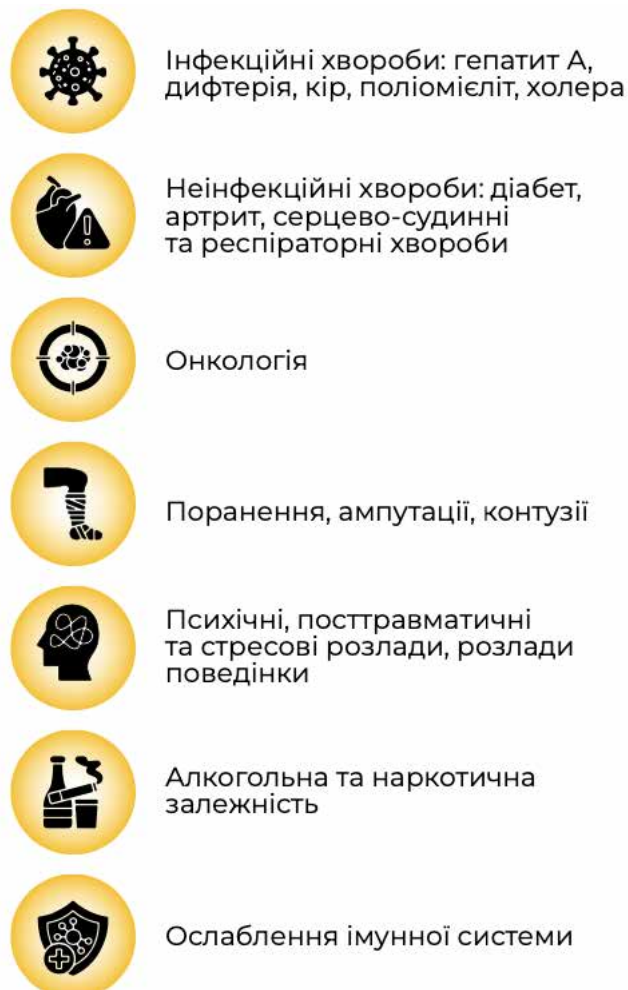 Інфекційні хвороби: гепатит А,
дифтерія, кір, поліомієліт, холера
Неінфекційні хвороби: діабет,
артрит, серцево-судинні
та респіраторні хвороби
Онкологія
Поранення, ампутації, контузії
Психічні, посттравматичні
та стресові розлади, розлади
поведінки
Алкогольна та наркотична
залежність
Ослаблення імунної системи